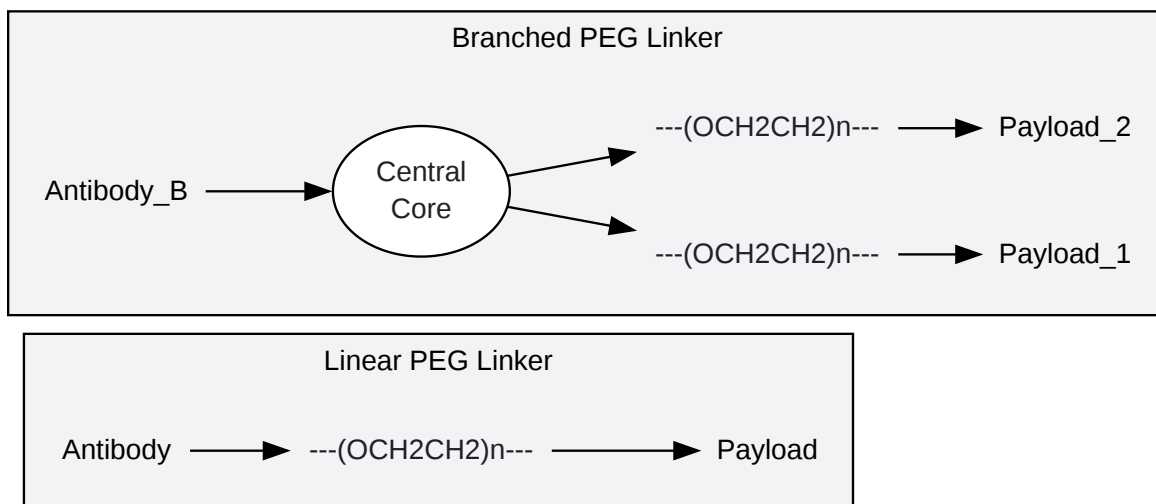 Branched PEG Linker
---(OCH2CH2)n---
Payload_2
Antibody_B
Central
Core
---(OCH2CH2)n---
Payload_1
Linear PEG Linker
Antibody
---(OCH2CH2)n---
Payload